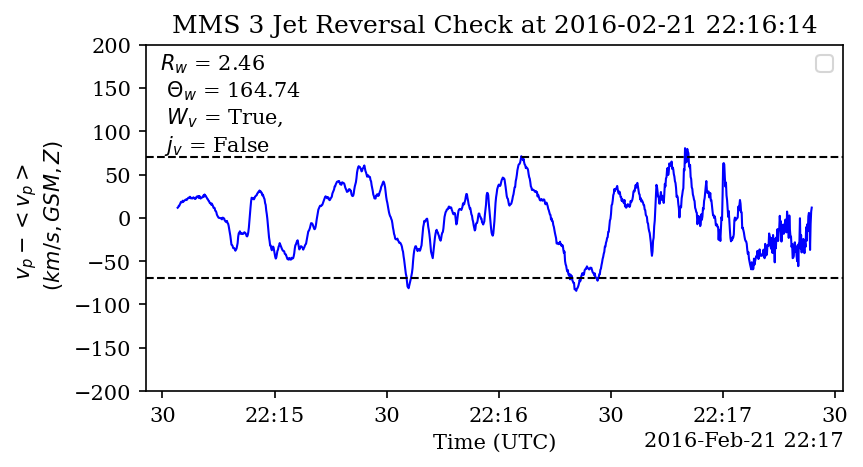 MMS 3 Jet Reversal Check at 2016-02-21 22:16:14
R_w = 2.46
Θ_w = 164.74
W_v = True,
j_v = False
v_p − < v_p >
(km/s, GSM, Z)
200
150
100
50
0
−50
−100
−150
−200
30 22:15 30 22:16 30 22:17 30
Time (UTC)
2016-Feb-21 22:17